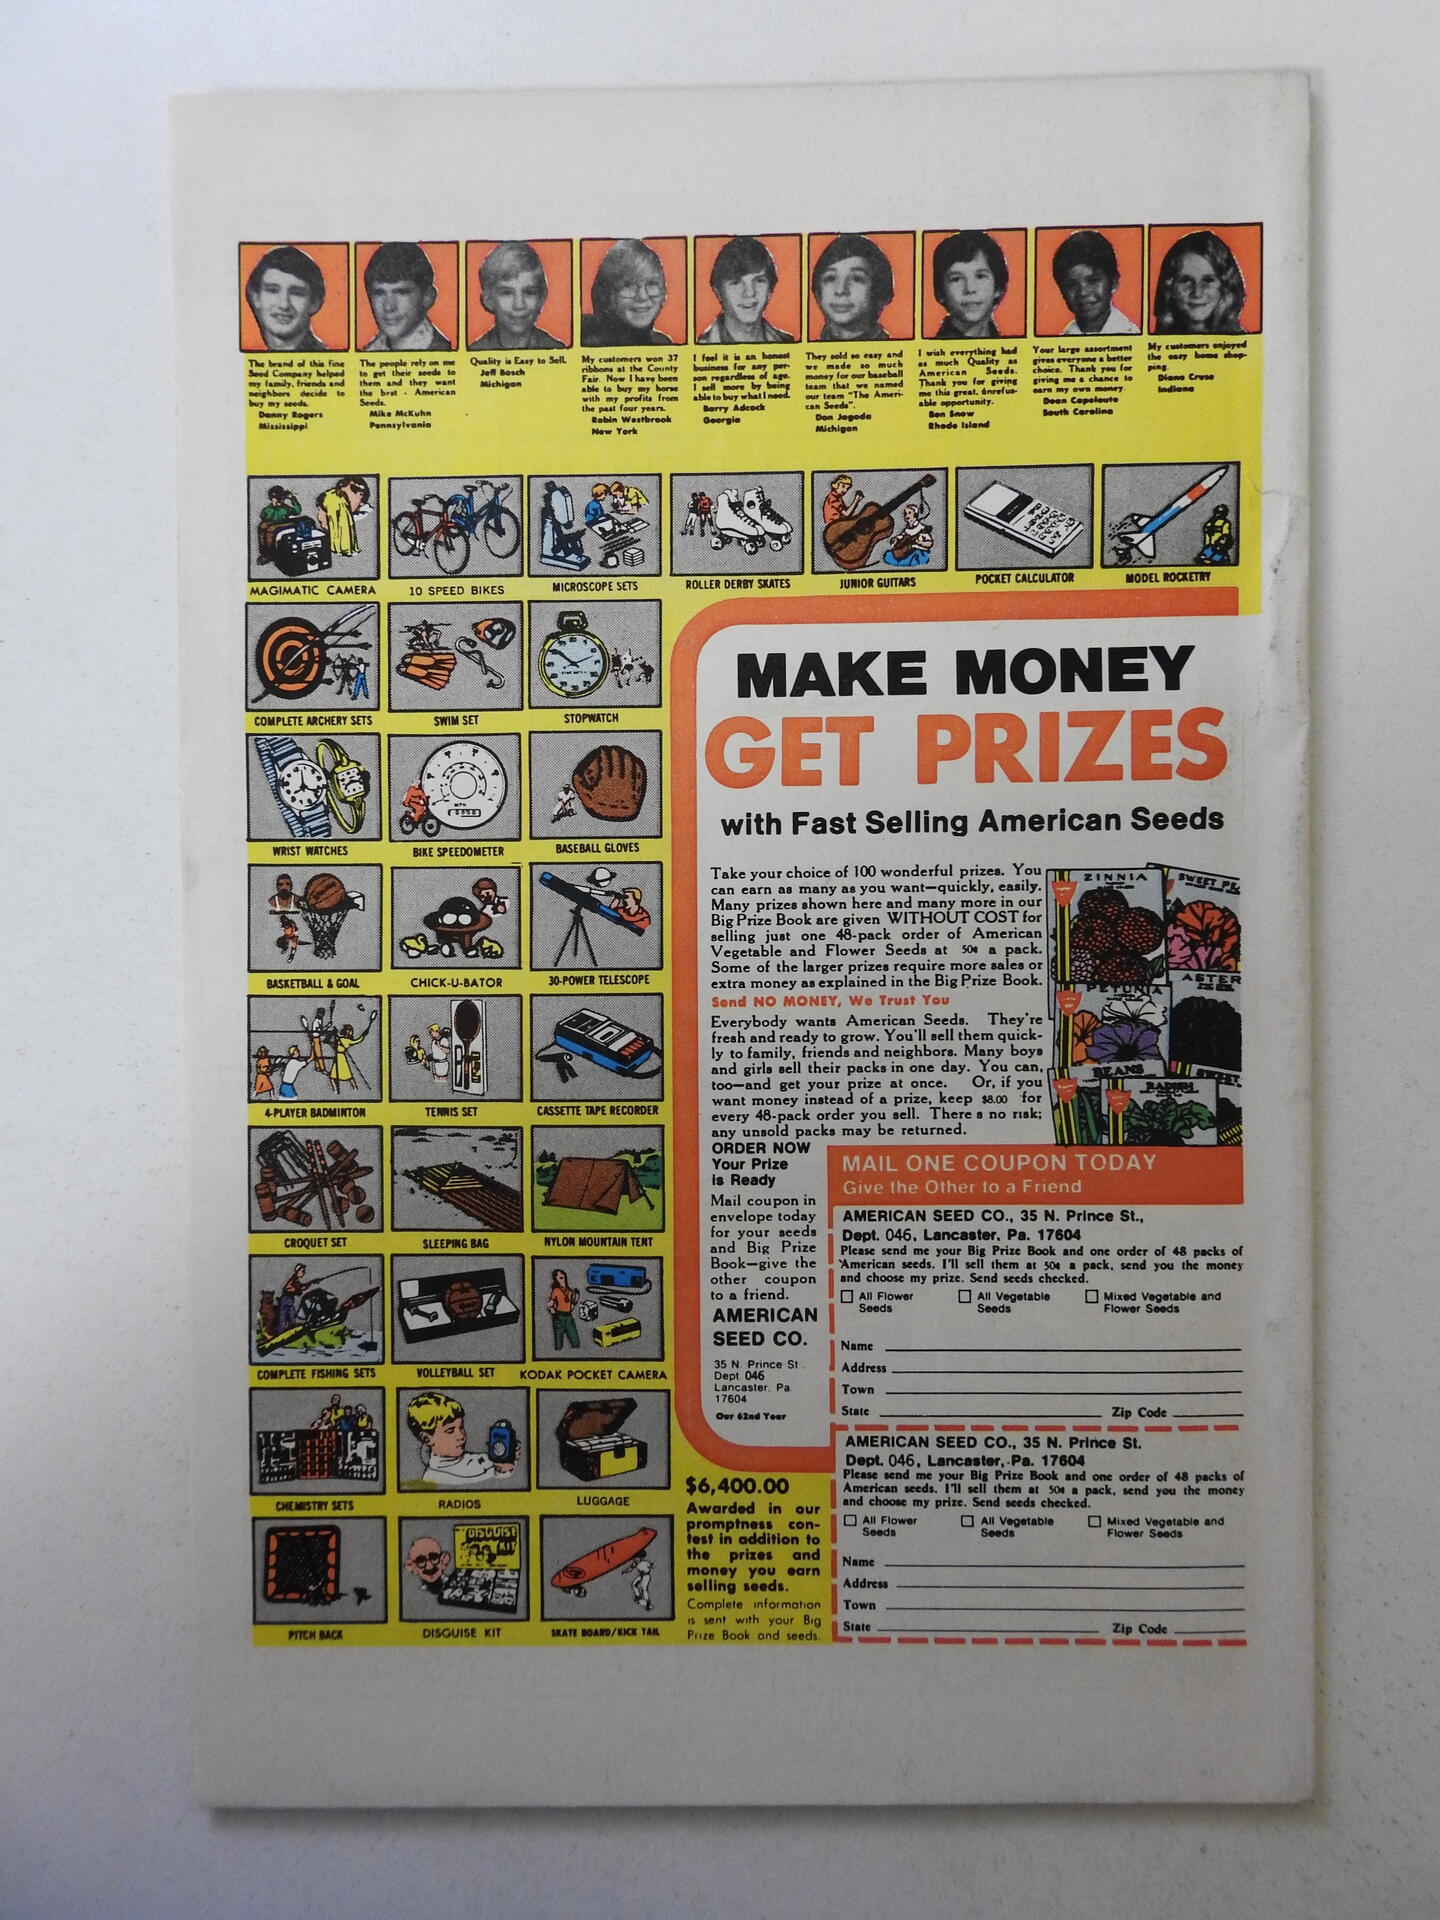 The brand of this fine
Seed Company helped
my family, friends and
neighbors decide to
buy my seeds.
Danny Rogers
Mississippi
The people rely on me
to get their seeds to
them and they want
the best - American
Seeds.
Mike McKuhn
Pennsylvania
Quality is Easy to Sell.
Jeff Bosch
Michigan
My customers won 37
ribbons at the County
Fair. Now I have been
able to buy my horse
with my profits from
the past four years.
Robin Westbrook
New York
I feel it is an honest
business for any per-
son regardless of age.
I sell more by being
able to buy what I need.
Barry Adcock
Georgia
They sold so easy and
we made so much
money for our baseball
team that we named
our team "The Ameri-
can Seeds".
Don Jagoda
Michigan
I wish everything had
as much Quality as
American Seeds.
Thank you for giving
me this great, unrefus-
able opportunity.
Ben Snow
Rhode Island
Your large assortment
gives everyone a better
choice. Thank you for
giving me a chance to
earn my own money.
Dean Capelouto
South Carolina
My customers enjoyed
the easy home shop-
ping.
Diane Cruse
Indiana
MAGIMATIC CAMERA
10 SPEED BIKES
MICROSCOPE SETS
ROLLER DERBY SKATES
JUNIOR GUITARS
POCKET CALCULATOR
MODEL ROCKETRY
COMPLETE ARCHERY SETS
SWIM SET
STOPWATCH
WRIST WATCHES
BIKE SPEEDOMETER
BASEBALL GLOVES
BASKETBALL & GOAL
CHICK-U-BATOR
30-POWER TELESCOPE
4-PLAYER BADMINTON
TENNIS SET
CASSETTE TAPE RECORDER
CROQUET SET
SLEEPING BAG
NYLON MOUNTAIN TENT
COMPLETE FISHING SETS
VOLLEYBALL SET
KODAK POCKET CAMERA
CHEMISTRY SETS
RADIOS
LUGGAGE
DISGUISE
KIT
PITCH BACK
DISGUISE KIT
SKATE BOARD/KICK TAIL
MAKE MONEY
GET PRIZES
with Fast Selling American Seeds
Take your choice of 100 wonderful prizes. You
can earn as many as you want—quickly, easily.
Many prizes shown here and many more in our
Big Prize Book are given WITHOUT COST for
selling just one 48-pack order of American
Vegetable and Flower Seeds at 50¢ a pack.
Some of the larger prizes require more sales or
extra money as explained in the Big Prize Book.
Send NO MONEY, We Trust You
Everybody wants American Seeds. They're
fresh and ready to grow. You'll sell them quick-
ly to family, friends and neighbors. Many boys
and girls sell their packs in one day. You can,
too—and get your prize at once. Or, if you
want money instead of a prize, keep $8.00 for
every 48-pack order you sell. There s no risk;
any unsold packs may be returned.
ZINNIA
SWEET PE
ASTER
PETUNIA
BEANS
RADISH
SWEET
ORDER NOW
Your Prize
is Ready
Mail coupon in
envelope today
for your seeds
and Big Prize
Book—give the
other coupon
to a friend.
AMERICAN
SEED CO.
35 N. Prince St.
Dept. 046
Lancaster, Pa.
17604
Our 62nd Year
$6,400.00
Awarded in our
promptness con-
test in addition to
the prizes and
money you earn
selling seeds.
Complete information
is sent with your Big
Prize Book and seeds.
MAIL ONE COUPON TODAY
Give the Other to a Friend
AMERICAN SEED CO., 35 N. Prince St.,
Dept. 046, Lancaster, Pa. 17604
Please send me your Big Prize Book and one order of 48 packs of
American seeds. I'll sell them at 50¢ a pack, send you the money
and choose my prize. Send seeds checked.
All Flower
Seeds
All Vegetable
Seeds
Mixed Vegetable and
Flower Seeds
Name
Address
Town
State Zip Code
AMERICAN SEED CO., 35 N. Prince St.
Dept. 046, Lancaster, Pa. 17604
Please send me your Big Prize Book and one order of 48 packs of
American seeds. I'll sell them at 50¢ a pack, send you the money
and choose my prize. Send seeds checked.
All Flower
Seeds
All Vegetable
Seeds
Mixed Vegetable and
Flower Seeds
Name
Address
Town
State Zip Code